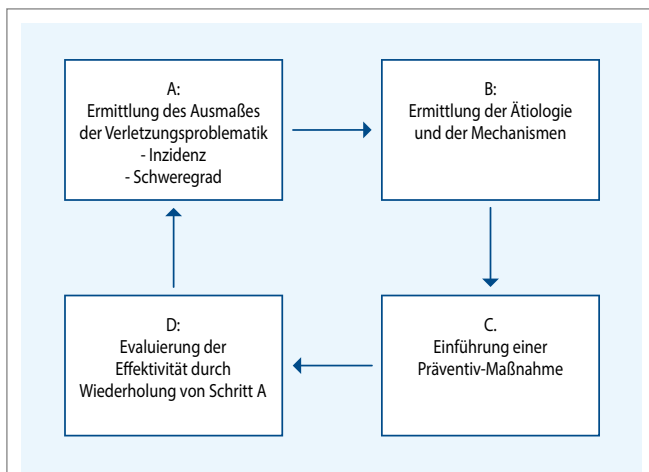 A:
Ermittlung des Ausmaßes
der Verletzungsproblematik
- Inzidenz
- Schweregrad
B:
Ermittlung der Ätiologie
und der Mechanismen
D:
Evaluierung der
Effektivität durch
Wiederholung von Schritt A
C.
Einführung einer
Präventiv-Maßnahme